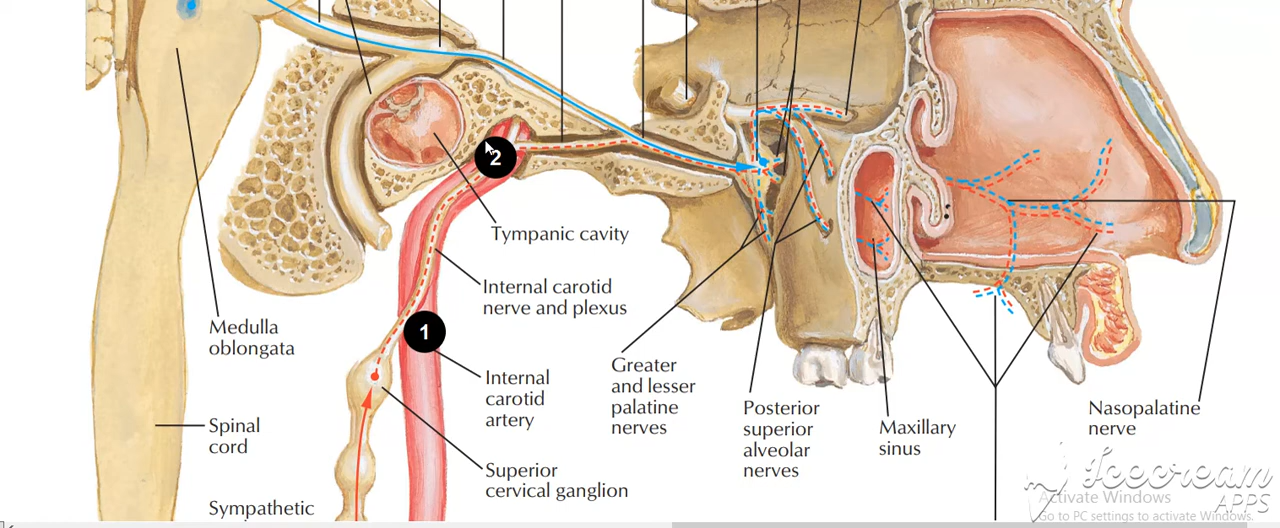 2
Tympanic cavity
Internal carotid
nerve and plexus
1
Medulla
oblongata
Internal
carotid
artery
Greater
and lesser
palatine
nerves
Posterior
superior
alveolar
nerves
Maxillary
sinus
Nasopalatine
nerve
Spinal
cord
Superior
cervical ganglion
Sympathetic
Icecream
APPS
Activate Windows
Go to PC settings to activate Windows.